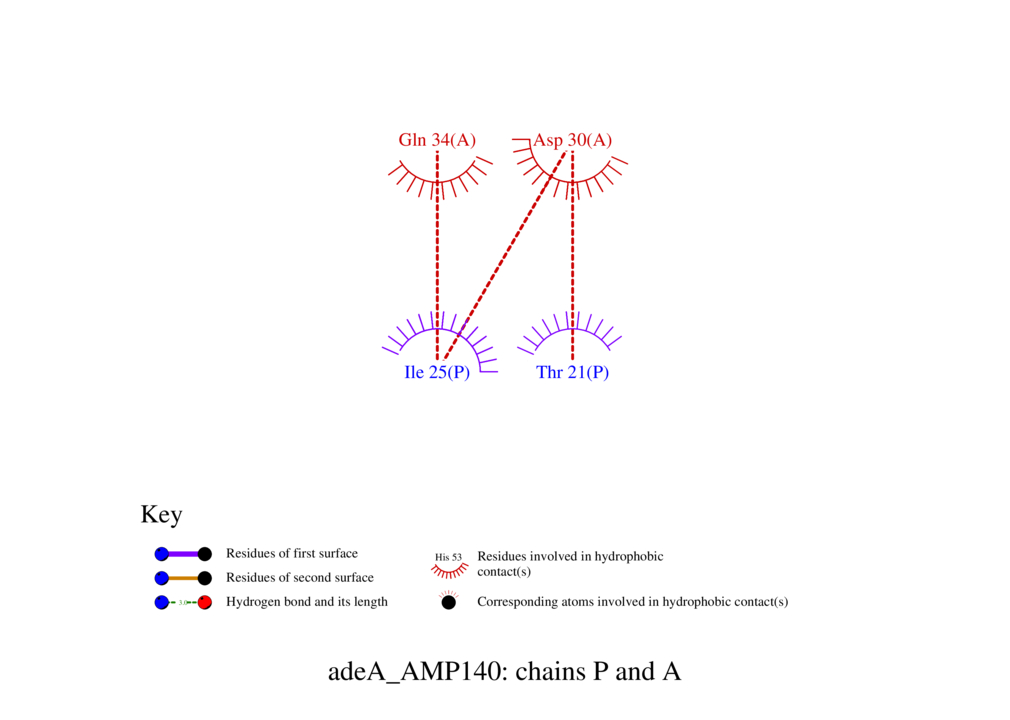 Gln 34(A) Asp 30(A)
Ile 25(P) Thr 21(P)
Key
Residues of first surface
Residues of second surface
3.0
Hydrogen bond and its length
His 53
Residues involved in hydrophobic
contact(s)
Corresponding atoms involved in hydrophobic contact(s)
adeA_AMP140: chains P and A